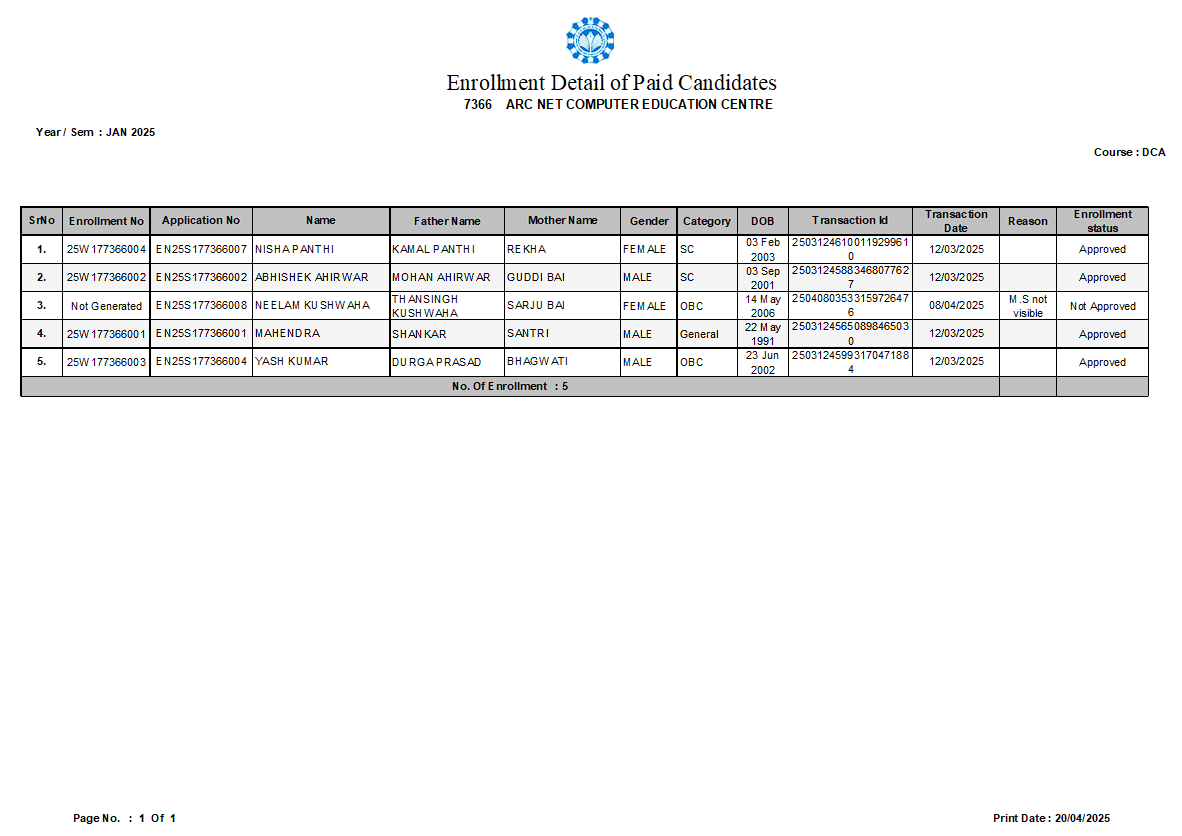 Enrollment Detail of Paid Candidates
7366 ARC NET COMPUTER EDUCATION CENTRE
Year / Sem : JAN 2025
Course : DCA
SrNo Enrollment No Application No Name Father Name Mother Name Gender Category DOB Transaction Id Transaction Date Reason Enrollment status
1. 25W177366004 EN25S177366007 NISHA PANTHI KAMAL PANTHI REKHA FEMALE SC 03 Feb 2003 25031246100119299610 12/03/2025 Approved
2. 25W177366002 EN25S177366002 ABHISHEK AHIRWAR MOHAN AHIRWAR GUDDI BAI MALE SC 03 Sep 2001 25031245883468077627 12/03/2025 Approved
3. Not Generated EN25S177366008 NEELAM KUSHWAHA THANSINGH KUSHWAHA SARJU BAI FEMALE OBC 14 May 2006 25040803533159726476 08/04/2025 M.S not visible Not Approved
4. 25W177366001 EN25S177366001 MAHENDRA SHANKAR SANTRI MALE General 22 May 1991 25031245650898465030 12/03/2025 Approved
5. 25W177366003 EN25S177366004 YASH KUMAR DURGA PRASAD BHAGWATI MALE OBC 23 Jun 2002 25031245993170471884 12/03/2025 Approved
No. Of Enrollment : 5
Page No. : 1 Of 1
Print Date : 20/04/2025